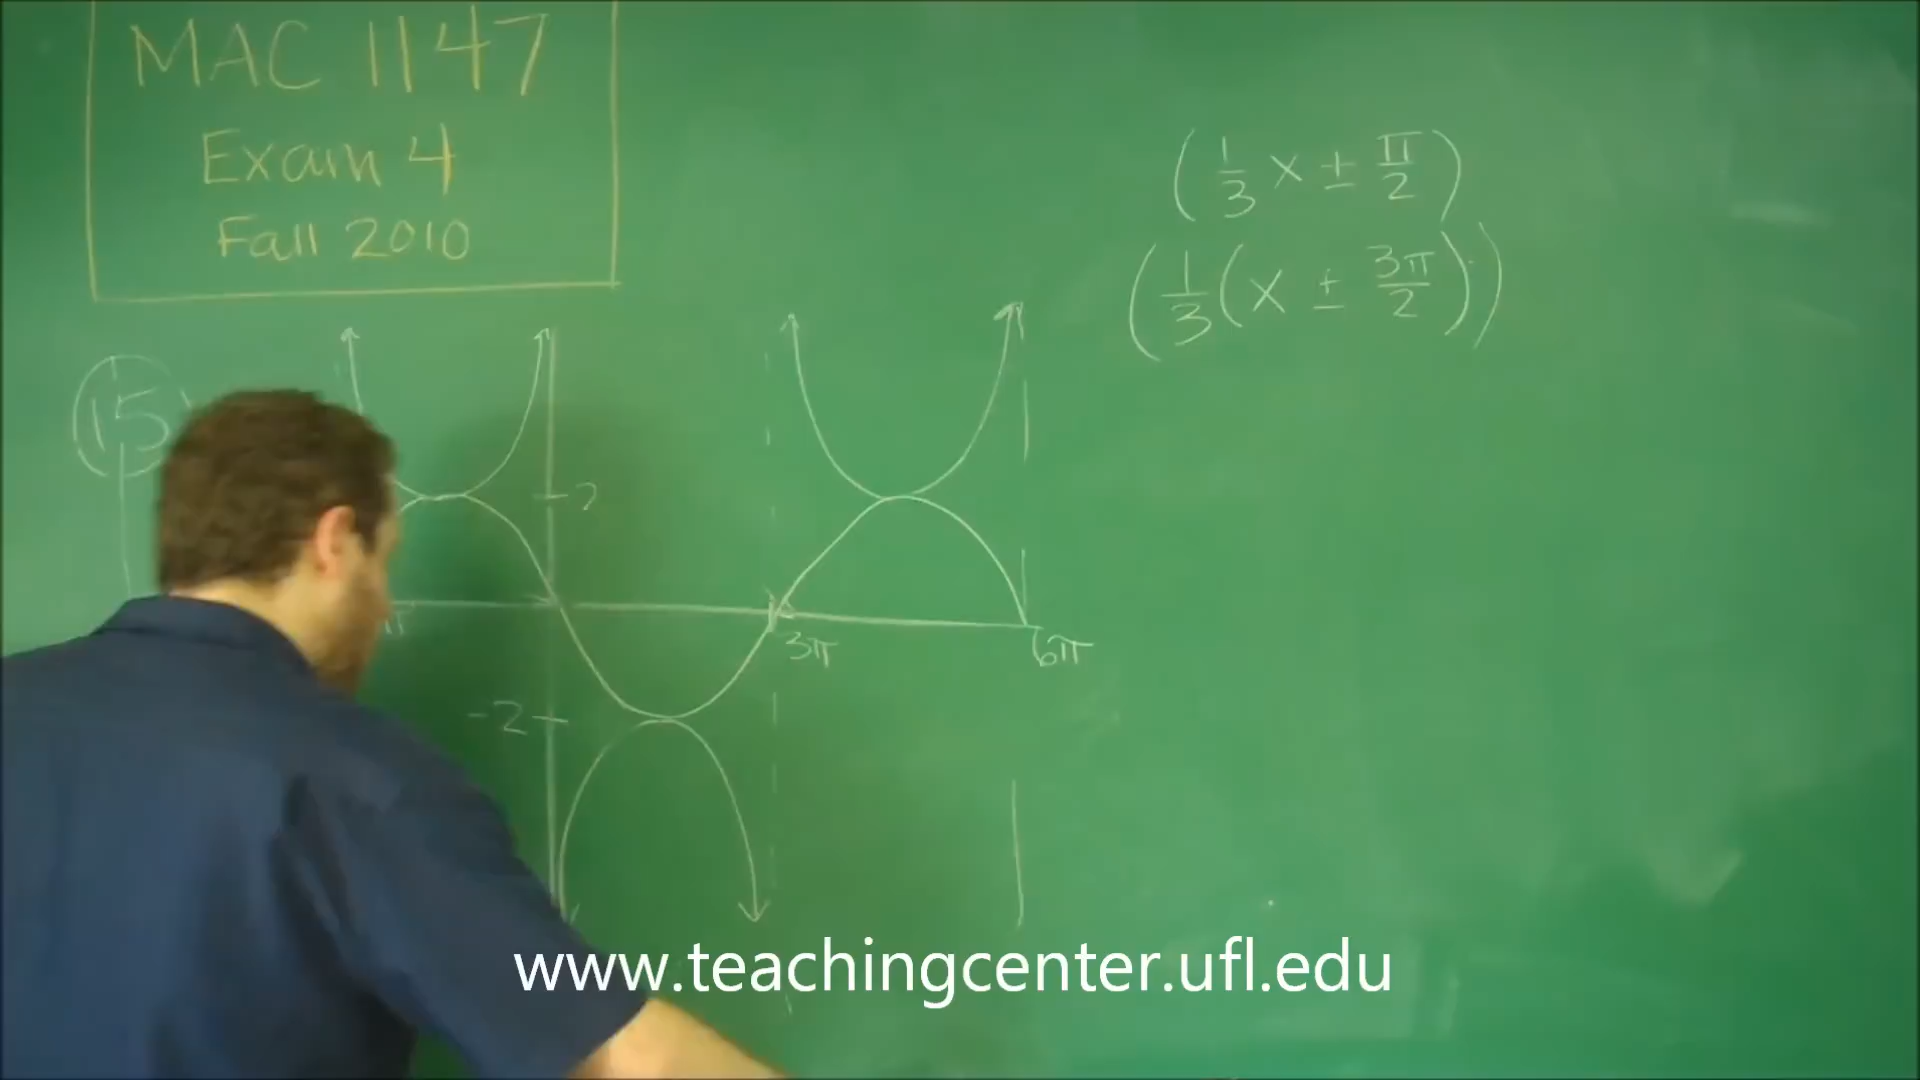 MAC 1147
Exam 4
Fall 2010
(1/3 x ± π/2)
(1/3(x ± 3π/2))
15
2
π
3π
6π
-2
www.teachingcenter.ufl.edu